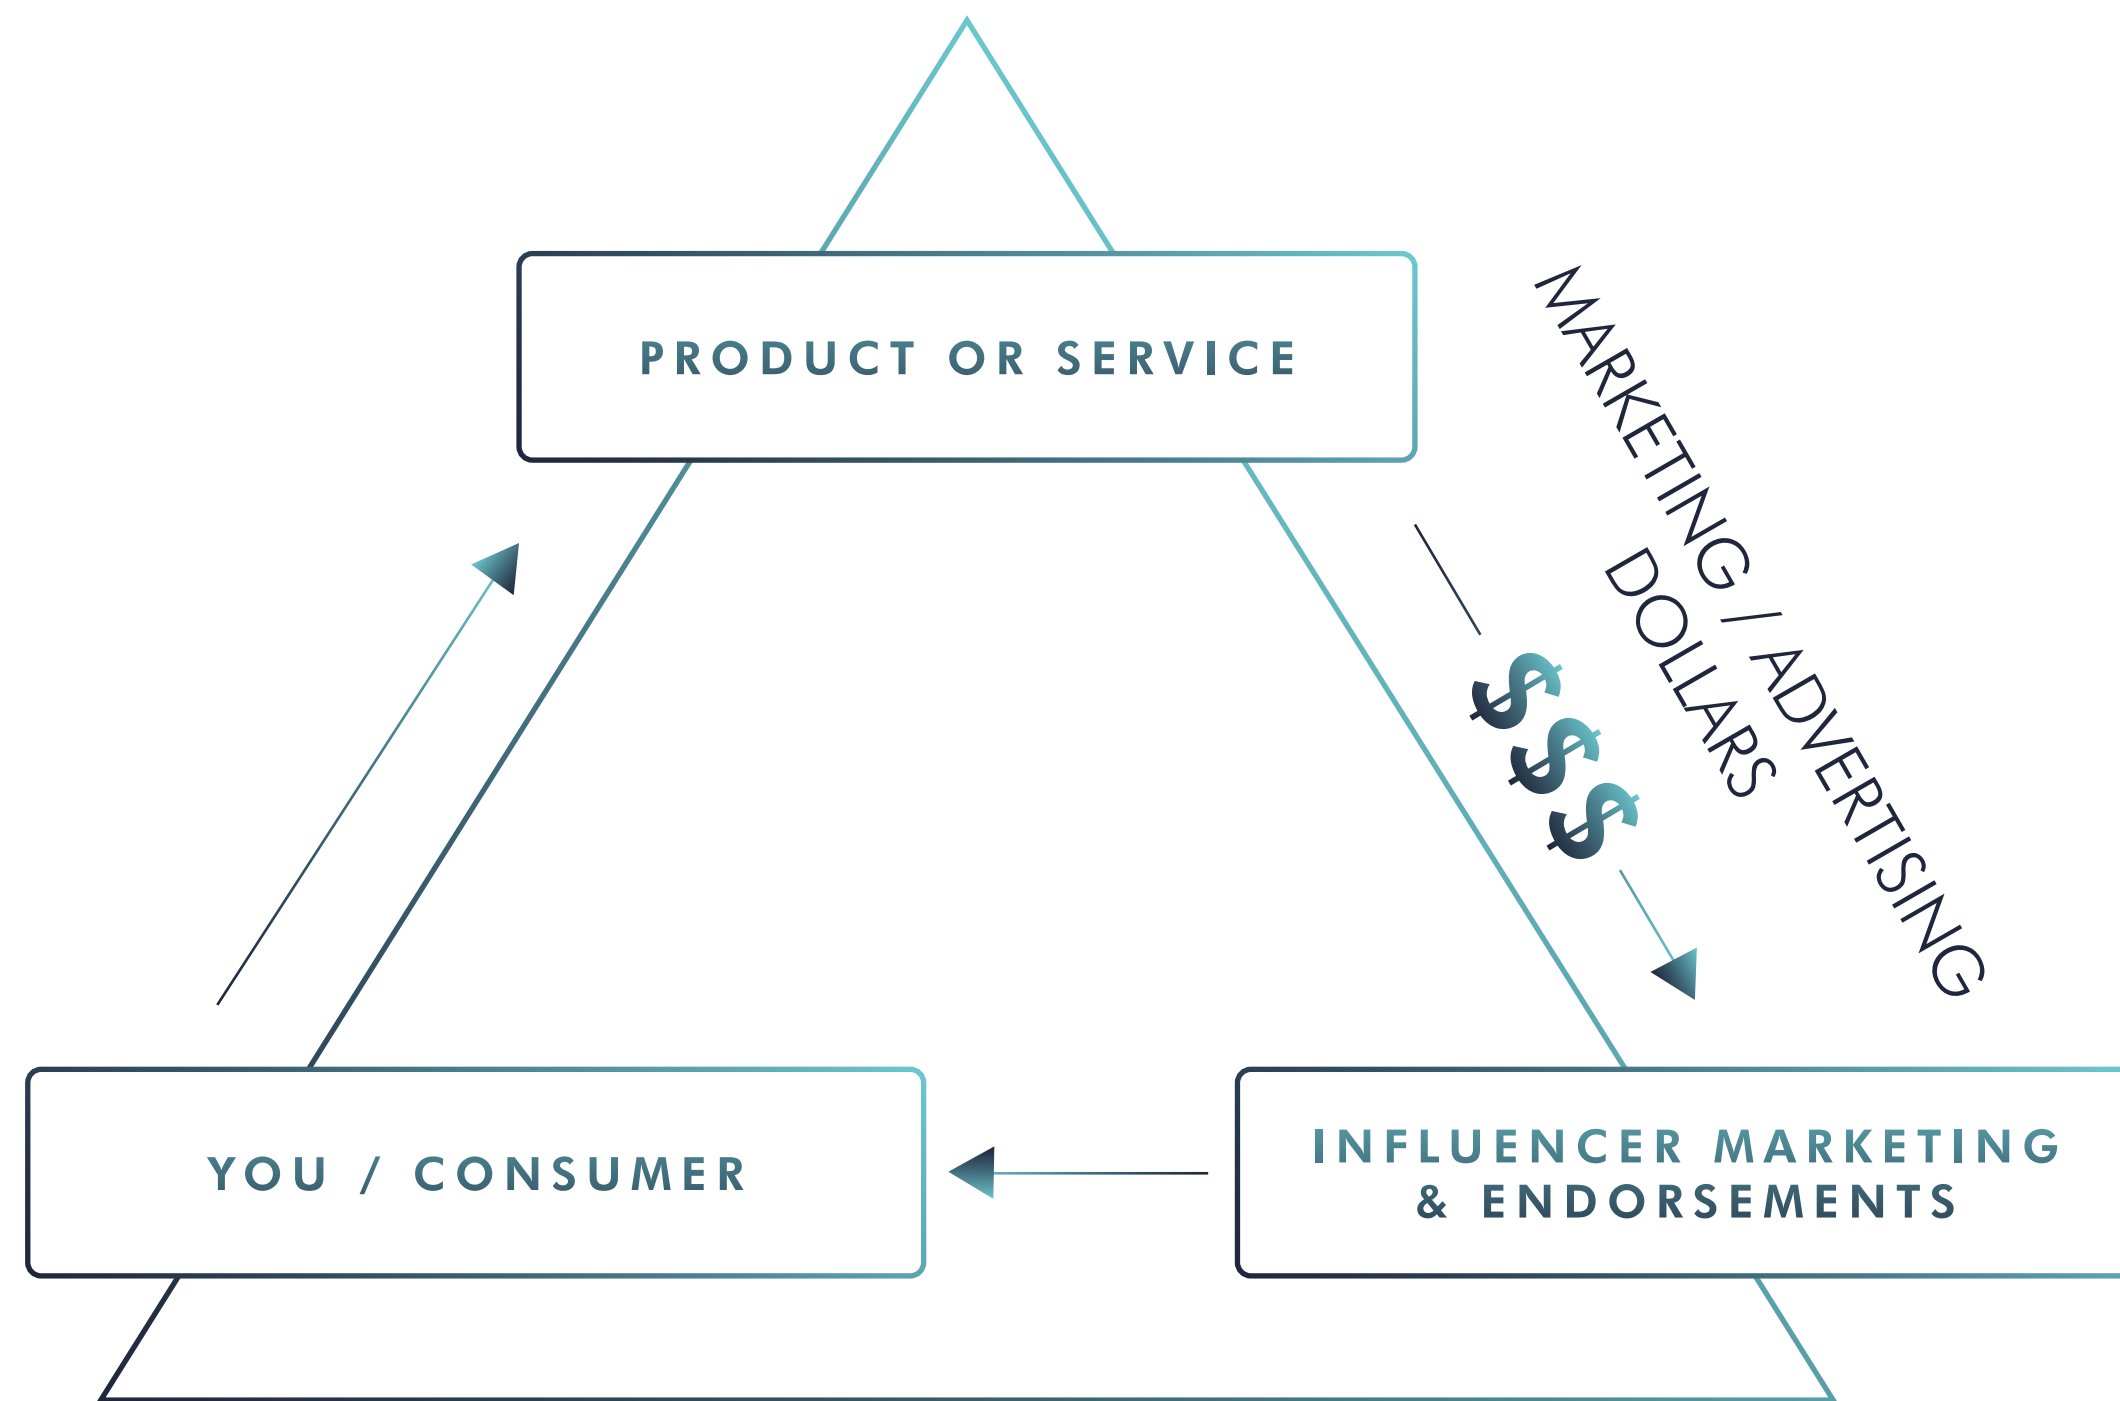 PRODUCT OR SERVICE
MARKETING // ADVERTISING
DOLLARS
$$$
YOU / CONSUMER
INFLUENCER MARKETING
& ENDORSEMENTS